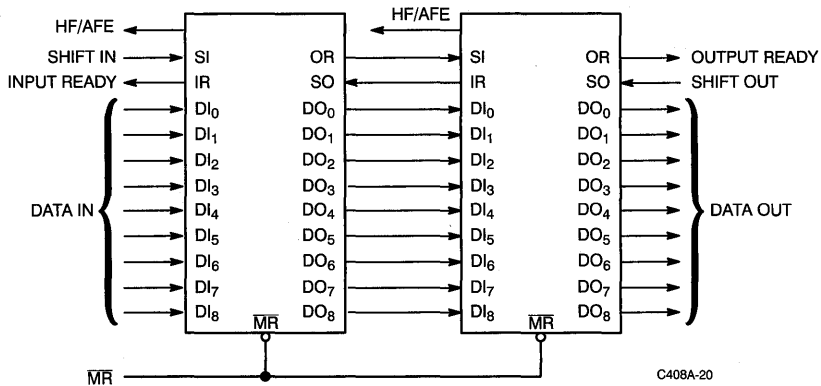 HF/AFE HF/AFE
SHIFT IN SI OR SI OR OUTPUT READY
INPUT READY IR SO IR SO SHIFT OUT
DI₀ DO₀ DI₀ DO₀
DI₁ DO₁ DI₁ DO₁
DI₂ DO₂ DI₂ DO₂
DI₃ DO₃ DI₃ DO₃
DATA IN DI₄ DO₄ DI₄ DO₄ DATA OUT
DI₅ DO₅ DI₅ DO₅
DI₆ DO₆ DI₆ DO₆
DI₇ DO₇ DI₇ DO₇
DI₈ DO₈ DI₈ DO₈
M̅R̅ M̅R̅
M̅R̅ C408A-20